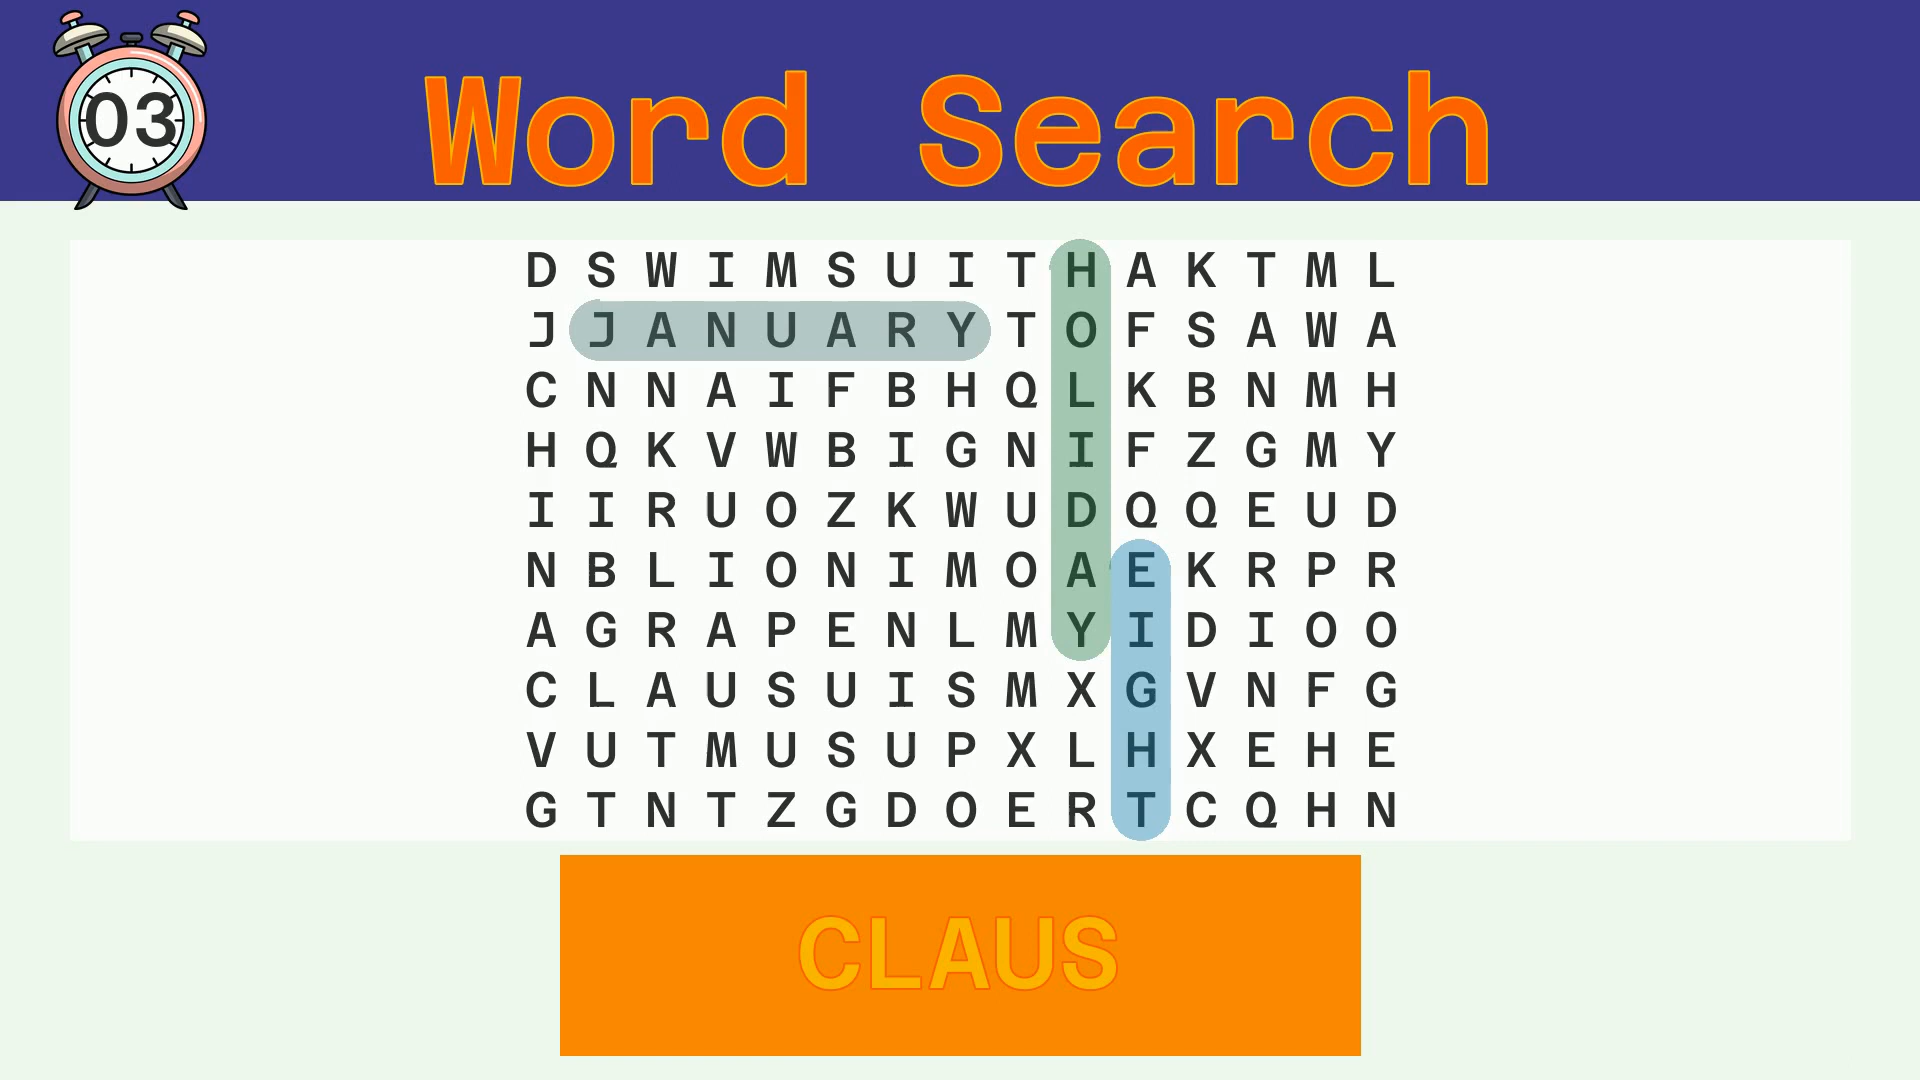 03
Word Search
D S W I M S U I T H A K T M L
J J A N U A R Y T O F S A W A
C N N A I F B H Q L K B N M H
H Q K V W B I G N I F Z G M Y
I I R U O Z K W U D Q Q E U D
N B L I O N I M O A E K R P R
A G R A P E N L M Y I D I O O
C L A U S U I S M X G V N F G
V U T M U S U P X L H X E H E
G T N T Z G D O E R T C Q H N
CLAUS